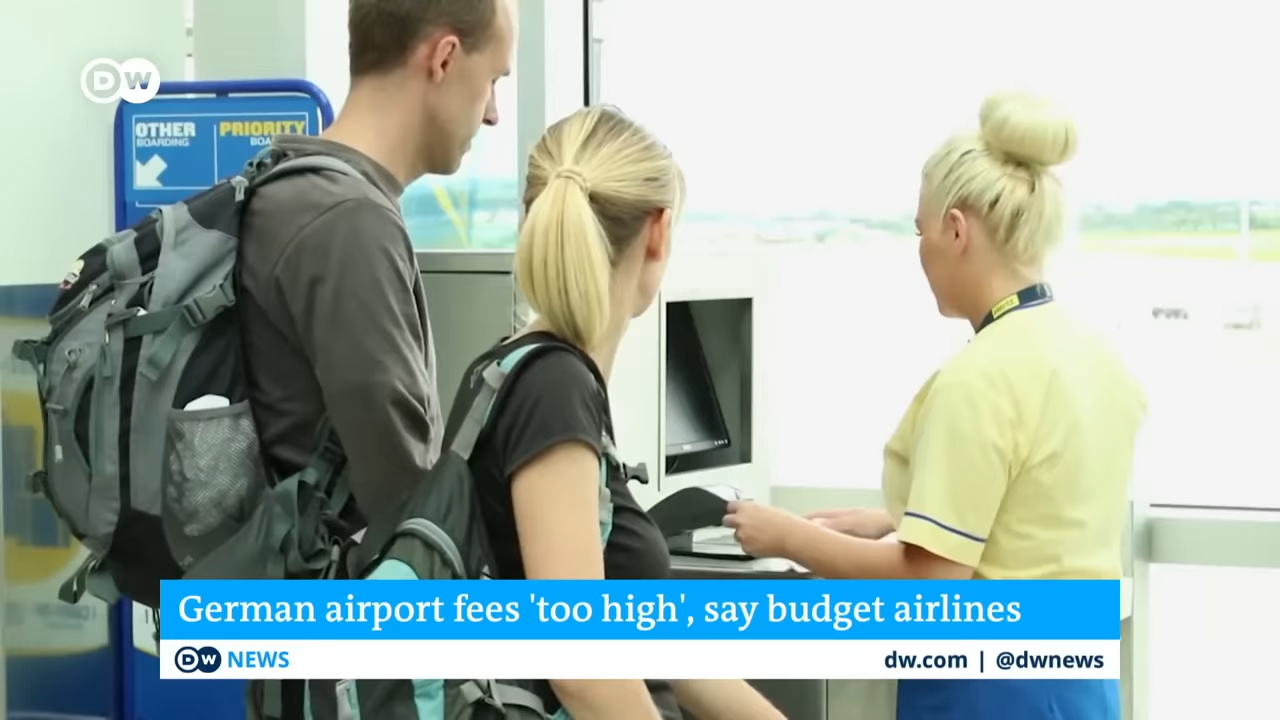 DW
OTHER
BOARDING
PRIORITY
German airport fees 'too high', say budget airlines
DW NEWS
dw.com | @dwnews